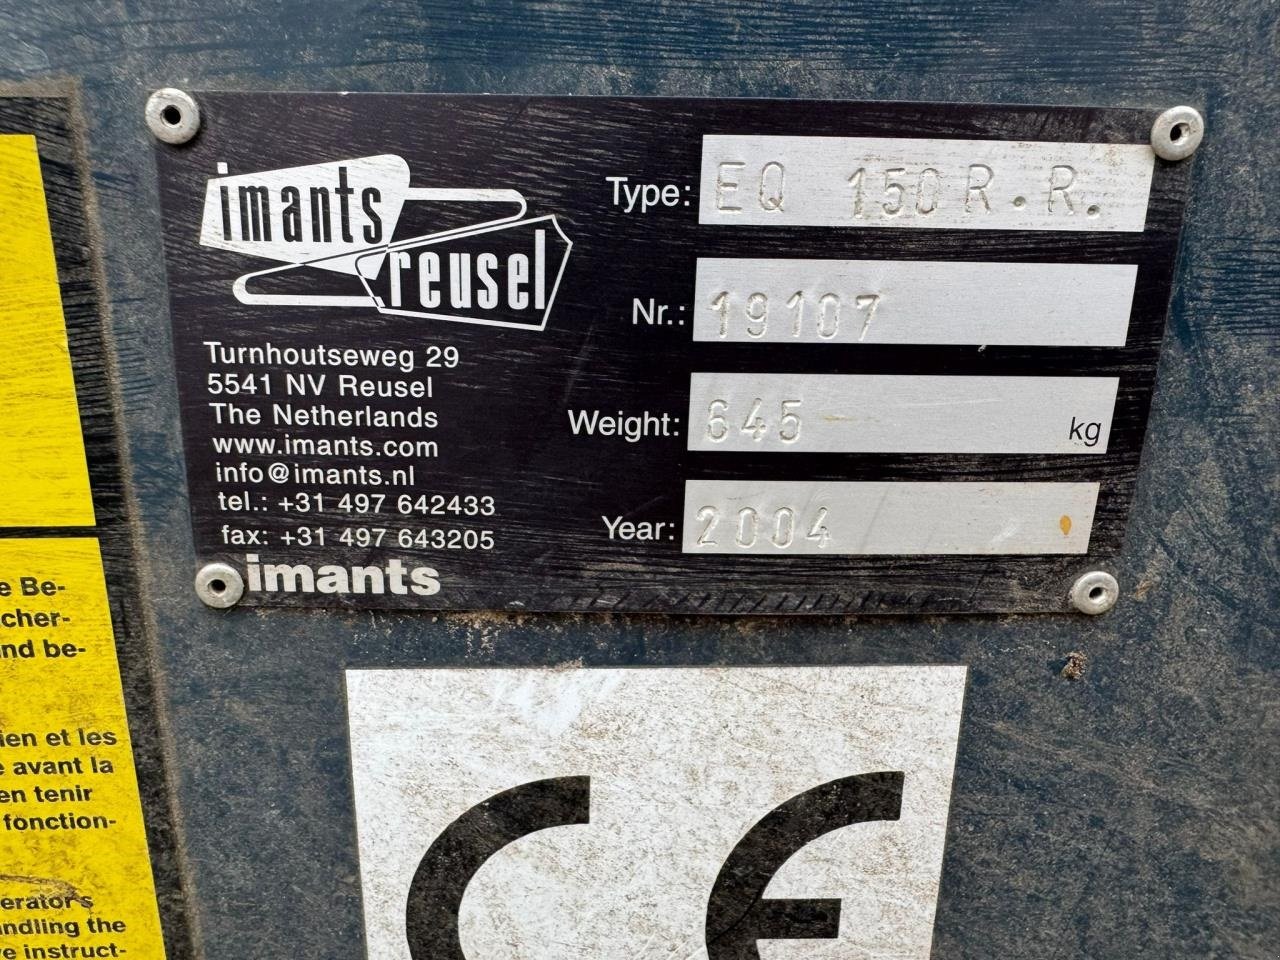 imants
reusel
Turnhoutseweg 29
5541 NV Reusel
The Netherlands
www.imants.com
info@imants.nl
tel.: +31 497 642433
fax: +31 497 643205
imants
Type: EQ 150 R.R.
Nr.: 19107
Weight: 645 kg
Year: 2004
e Be-
cher-
nd be-
ien et les
e avant la
en tenir
fonction-
erator's
ndling the
e instruct-
CE